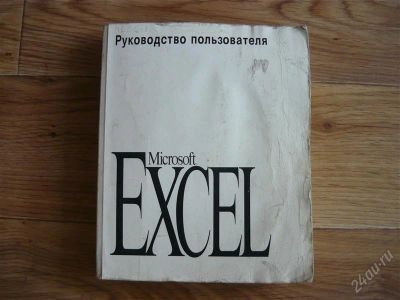 Руководство пользователя
Microsoft
EXCEL
24au.ru